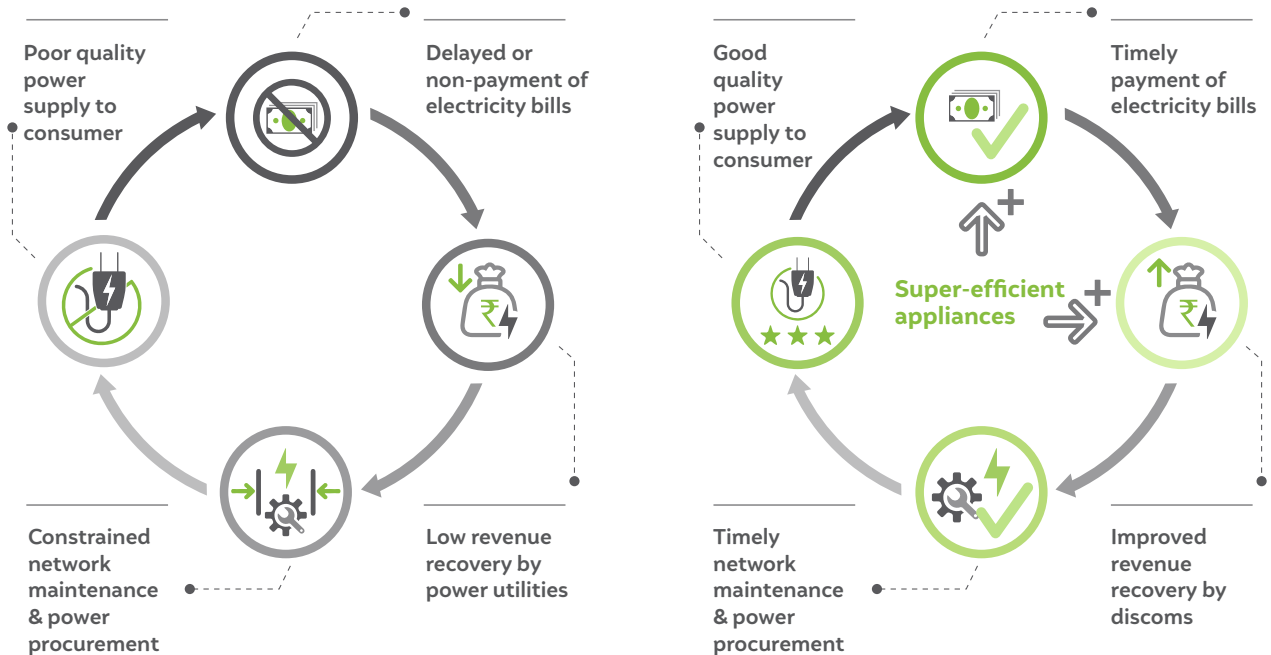 Poor quality
power
supply to
consumer
Delayed or
non-payment of
electricity bills
₹
Low revenue
recovery by
power utilities
Constrained
network
maintenance
& power
procurement
Good
quality
power
supply to
consumer
Timely
payment of
electricity bills
Super-efficient
appliances
+
+
₹
Improved
revenue
recovery by
discoms
Timely
network
maintenance
& power
procurement